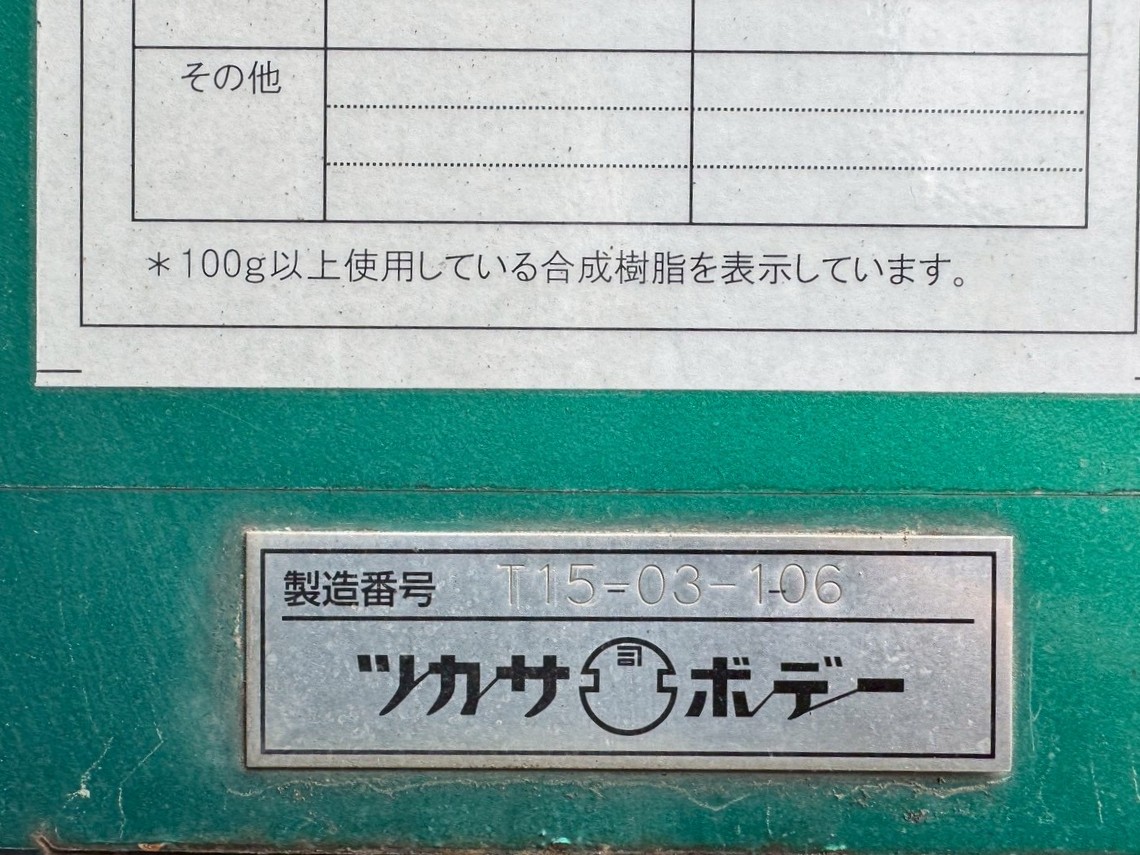 その他
＊100g以上使用している合成樹脂を表示しています。
製造番号 T15-03-106
ツカサ 司 ボデー